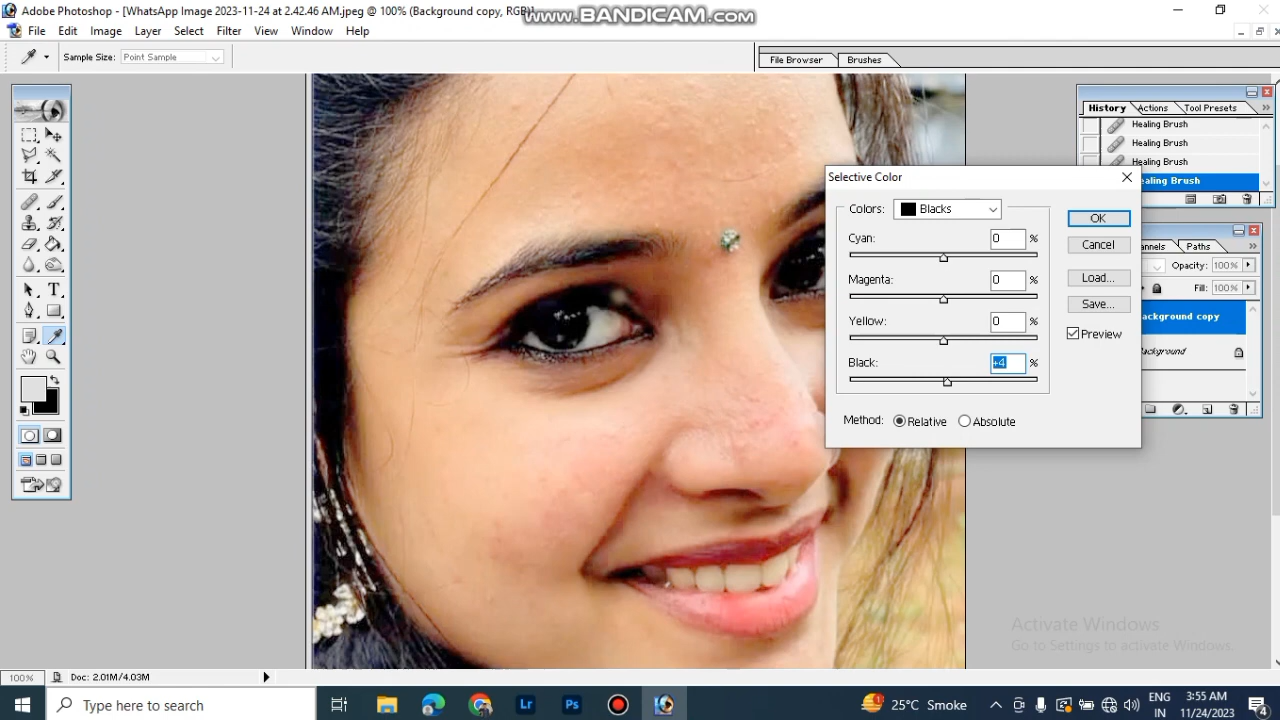 Adobe Photoshop - [WhatsApp Image 2023-11-24 at 2.42.46 AM.jpeg @ 100% (Background copy, RGB)]
www.BANDICAM.com
File Edit Image Layer Select Filter View Window Help
Sample Size: Point Sample
File Browser Brushes
History Actions Tool Presets
Healing Brush
Healing Brush
Healing Brush
Healing Brush
Selective Color
Colors: Blacks
OK
Cyan: 0 %
Cancel
Magenta: 0 %
Load...
Save...
Yellow: 0 %
Preview
Black: +4 %
Method: Relative Absolute
Paths
Opacity: 100%
Fill: 100%
T
Activate Windows
Go to Settings to activate Windows.
100% Doc: 2.01M/4.03M
Type here to search
Lr
Ps
25°C Smoke
ENG
IN
3:55 AM
11/24/2023
4